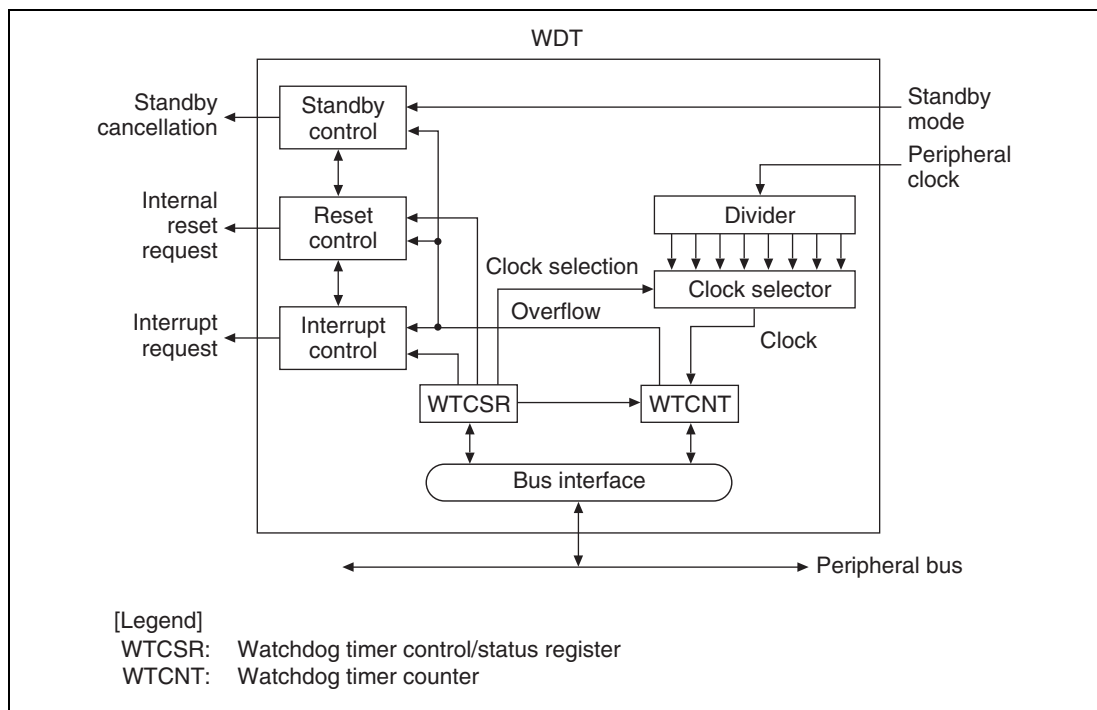 WDT
Standby
cancellation
Standby
control
Standby
mode
Peripheral
clock
Internal
reset
request
Reset
control
Divider
Clock selection
Clock selector
Overflow
Interrupt
request
Interrupt
control
Clock
WTCSR
WTCNT
Bus interface
Peripheral bus
[Legend]
WTCSR: Watchdog timer control/status register
WTCNT: Watchdog timer counter